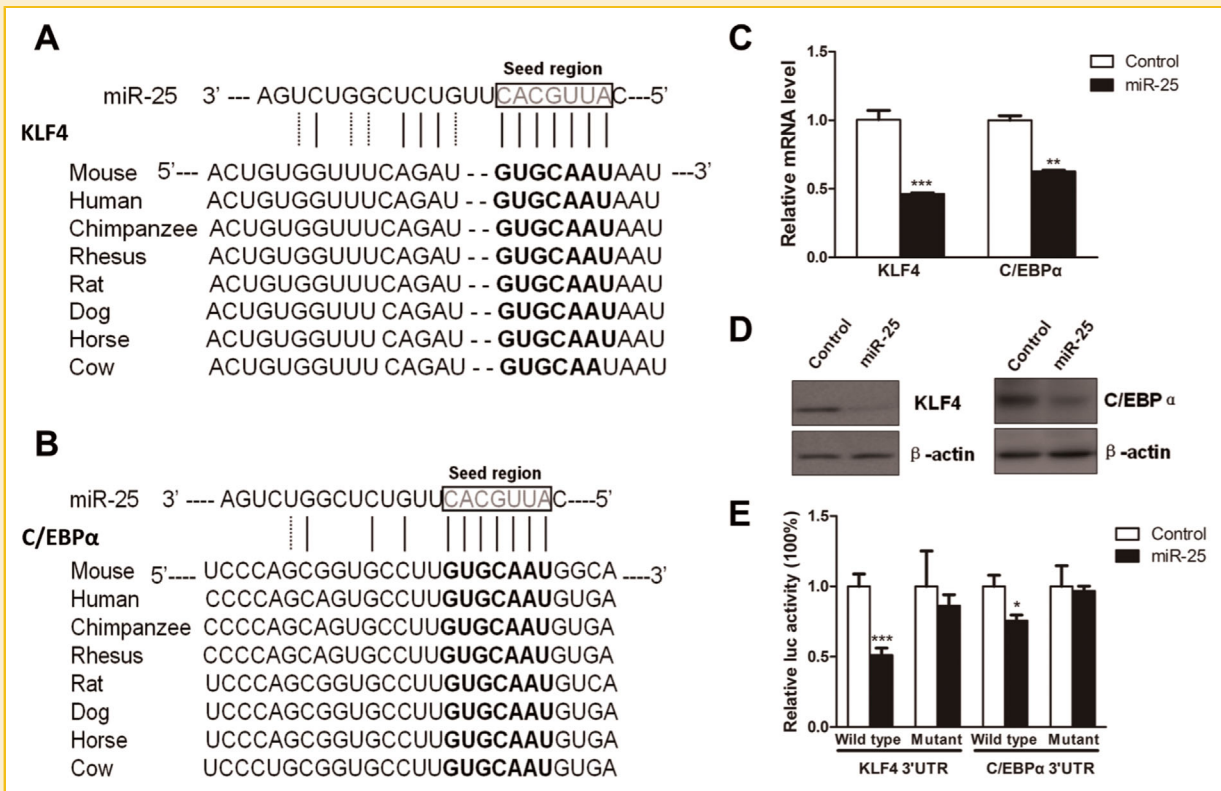 A
Seed region
miR-25 3' --- AGUCUGGCUCUGUUCACGUUAC---5'
KLF4
Mouse 5'--- ACUGUGGUUUCAGAU - - GUGCAAUAAU ---3'
Human ACUGUGGUUUCAGAU - - GUGCAAUAAU
Chimpanzee ACUGUGGUUUCAGAU - - GUGCAAUAAU
Rhesus ACUGUGGUUUCAGAU - - GUGCAAUAAU
Rat ACUGUGGUUUCAGAU - - GUGCAAUAAU
Dog ACUGUGGUUU CAGAU - - GUGCAAUAAU
Horse ACUGUGGUUU CAGAU - - GUGCAAUAAU
Cow ACUGUGGUUU CAGAU - - GUGCAAUAAU
B
Seed region
miR-25 3' ---- AGUCUGGCUCUGUUCACGUUAC----5'
C/EBPα
Mouse 5'---- UCCCAGCGGUGCCUUGUGCAAUGGCA ----3'
Human CCCCAGCAGUGCCUUGUGCAAUGUGA
Chimpanzee CCCCAGCAGUGCCUUGUGCAAUGUGA
Rhesus CCCCAGCAGUGCCUUGUGCAAUGUGA
Rat UCCCAGCGGUGCCUUGUGCAAUGUCA
Dog UCCCAGCGGUGCCUUGUGCAAUGUGA
Horse UCCCAGCGGUGCCUUGUGCAAUGUGA
Cow UCCCUGCGGUGCCUUGUGCAAUGUGA
C
Relative mRNA level
1.5
1.0
0.5
0.0
Control
miR-25
***
**
KLF4 C/EBPα
D
Control miR-25
KLF4
β-actin
Control miR-25
C/EBP α
β-actin
E
Relative luc activity (100%)
1.5
1.0
0.5
0.0
Control
miR-25
***
*
Wild type Mutant Wild type Mutant
KLF4 3'UTR C/EBPα 3'UTR